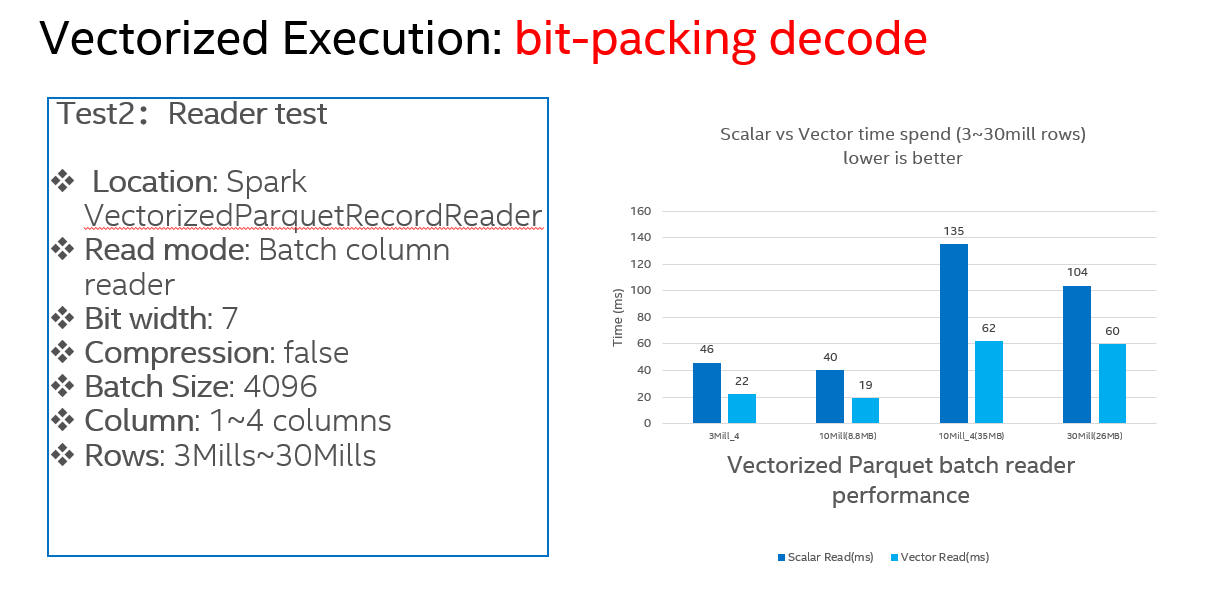 Vectorized Execution: bit-packing decode
Test2：Reader test
❖ Location: Spark
VectorizedParquetRecordReader
❖ Read mode: Batch column
reader
❖ Bit width: 7
❖ Compression: false
❖ Batch Size: 4096
❖ Column: 1~4 columns
❖ Rows: 3Mills~30Mills
Scalar vs Vector time spend (3~30mill rows)
lower is better
Time (ms)
160
140
120
100
80
60
40
20
0
46
22
40
19
135
62
104
60
3Mill_4
10Mill(8.8MB)
10Mill_4(35MB)
30Mill(26MB)
Vectorized Parquet batch reader
performance
Scalar Read(ms)
Vector Read(ms)